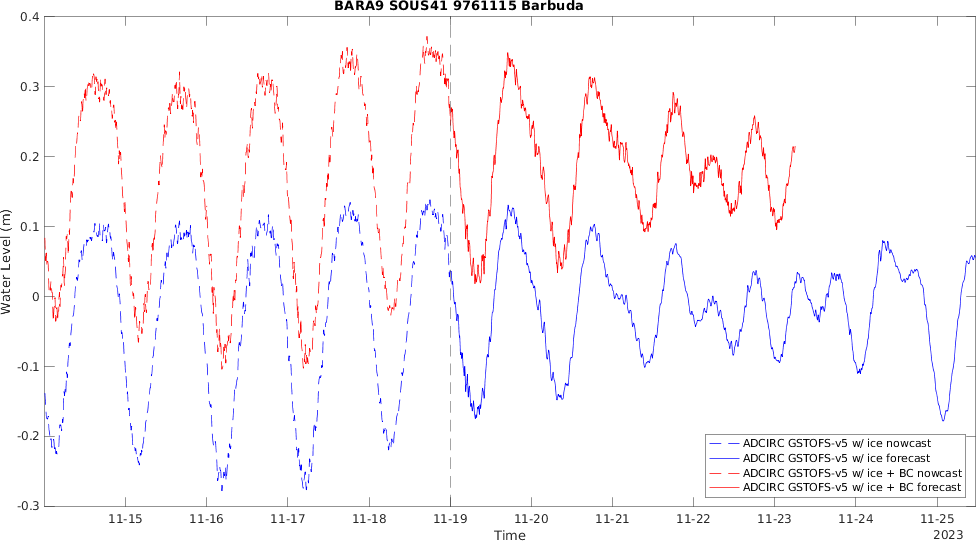 BARA9 SOUS41 9761115 Barbuda
Water Level (m)
0.4
0.3
0.2
0.1
0
-0.1
-0.2
-0.3
ADCIRC GSTOFS-v5 w/ ice nowcast
ADCIRC GSTOFS-v5 w/ ice forecast
ADCIRC GSTOFS-v5 w/ ice + BC nowcast
ADCIRC GSTOFS-v5 w/ ice + BC forecast
11-15 11-16 11-17 11-18 11-19 11-20 11-21 11-22 11-23 11-24 11-25
Time
2023